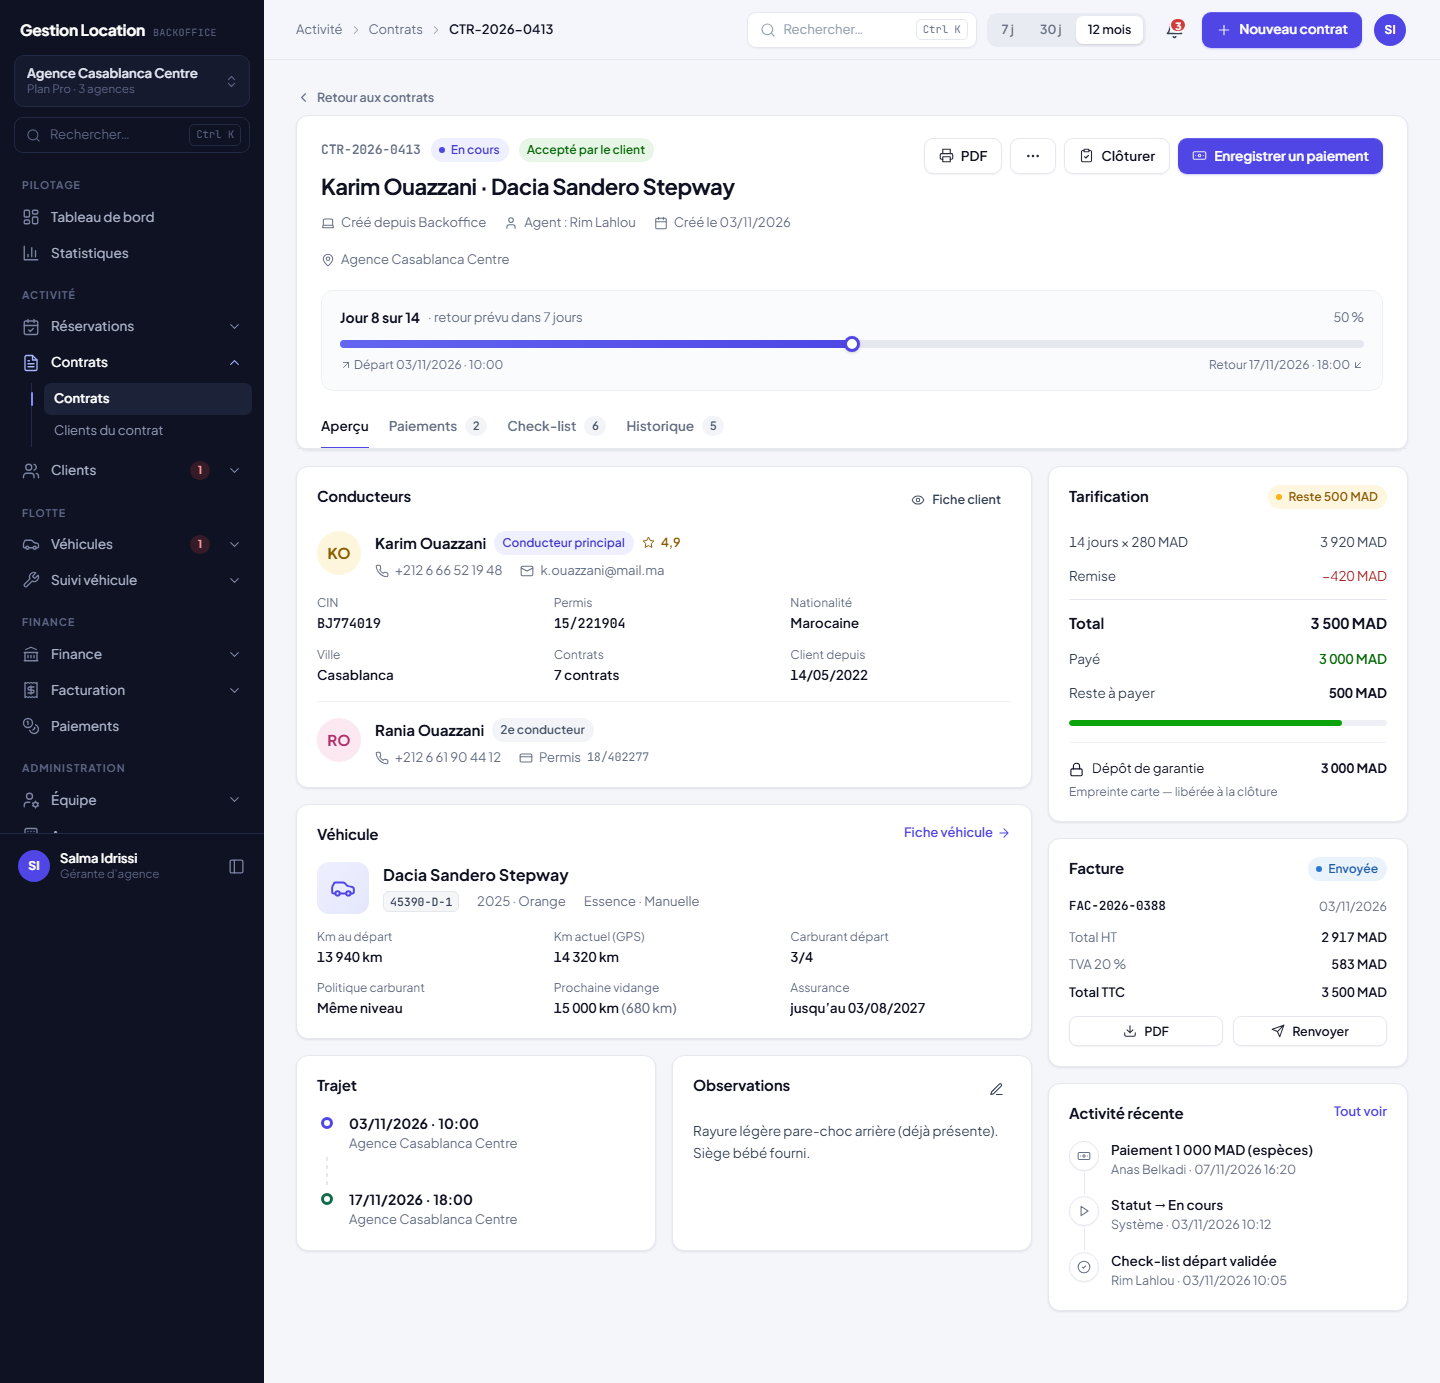 Gestion Location BACKOFFICE
Agence Casablanca Centre
Plan Pro · 3 agences
Rechercher... Ctrl K
PILOTAGE
Tableau de bord
Statistiques
ACTIVITÉ
Réservations
Contrats
Contrats
Clients du contrat
Clients 1
FLOTTE
Véhicules 1
Suivi véhicule
FINANCE
Finance
Facturation
Paiements
ADMINISTRATION
Équipe
SI Salma Idrissi
Gérante d'agence
Activité > Contrats > CTR-2026-0413
Rechercher... Ctrl K
7 j 30 j 12 mois
3
+ Nouveau contrat
SI
Retour aux contrats
CTR-2026-0413 En cours Accepté par le client
PDF ··· Clôturer Enregistrer un paiement
Karim Ouazzani · Dacia Sandero Stepway
Créé depuis Backoffice Agent : Rim Lahlou Créé le 03/11/2026
Agence Casablanca Centre
Jour 8 sur 14 · retour prévu dans 7 jours 50 %
Départ 03/11/2026 · 10:00 Retour 17/11/2026 · 18:00
Aperçu Paiements 2 Check-list 6 Historique 5
Conducteurs Fiche client
KO Karim Ouazzani Conducteur principal 4,9
+212 6 66 52 19 48 k.ouazzani@mail.ma
CIN Permis Nationalité
BJ774019 15/221904 Marocaine
Ville Contrats Client depuis
Casablanca 7 contrats 14/05/2022
RO Rania Ouazzani 2e conducteur
+212 6 61 90 44 12 Permis 18/402277
Véhicule Fiche véhicule →
Dacia Sandero Stepway
45390-D-1 2025 · Orange Essence · Manuelle
Km au départ Km actuel (GPS) Carburant départ
13 940 km 14 320 km 3/4
Politique carburant Prochaine vidange Assurance
Même niveau 15 000 km (680 km) jusqu'au 03/08/2027
Trajet
03/11/2026 · 10:00
Agence Casablanca Centre
17/11/2026 · 18:00
Agence Casablanca Centre
Observations
Rayure légère pare-choc arrière (déjà présente).
Siège bébé fourni.
Tarification Reste 500 MAD
14 jours × 280 MAD 3 920 MAD
Remise −420 MAD
Total 3 500 MAD
Payé 3 000 MAD
Reste à payer 500 MAD
Dépôt de garantie 3 000 MAD
Empreinte carte — libérée à la clôture
Facture Envoyée
FAC-2026-0388 03/11/2026
Total HT 2 917 MAD
TVA 20 % 583 MAD
Total TTC 3 500 MAD
PDF Renvoyer
Activité récente Tout voir
Paiement 1 000 MAD (espèces)
Anas Belkadi · 07/11/2026 16:20
Statut → En cours
Système · 03/11/2026 10:12
Check-list départ validée
Rim Lahlou · 03/11/2026 10:05